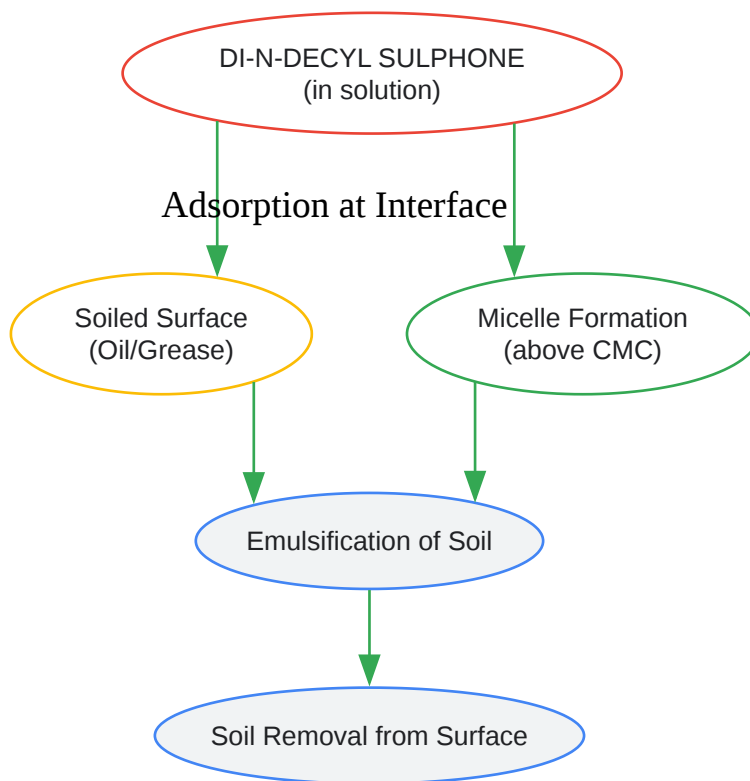 DI-N-DECYL SULPHONE
(in solution)
Adsorption at Interface
Soiled Surface
(Oil/Grease)
Micelle Formation
(above CMC)
Emulsification of Soil
Soil Removal from Surface